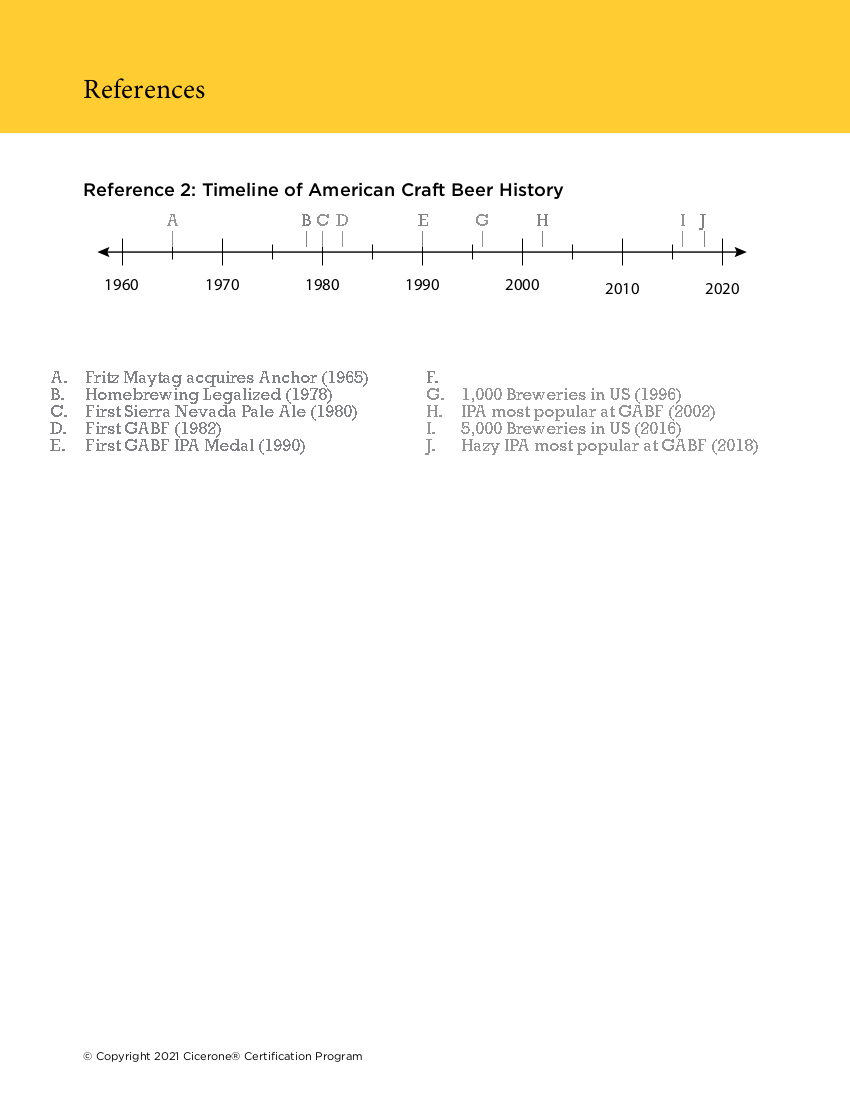 References
Reference 2: Timeline of American Craft Beer History
A B C D E G H I J
1960 1970 1980 1990 2000 2010 2020
A. Fritz Maytag acquires Anchor (1965)
B. Homebrewing Legalized (1978)
C. First Sierra Nevada Pale Ale (1980)
D. First GABF (1982)
E. First GABF IPA Medal (1990)
F.
G. 1,000 Breweries in US (1996)
H. IPA most popular at GABF (2002)
I. 5,000 Breweries in US (2016)
J. Hazy IPA most popular at GABF (2018)
© Copyright 2021 Cicerone® Certification Program